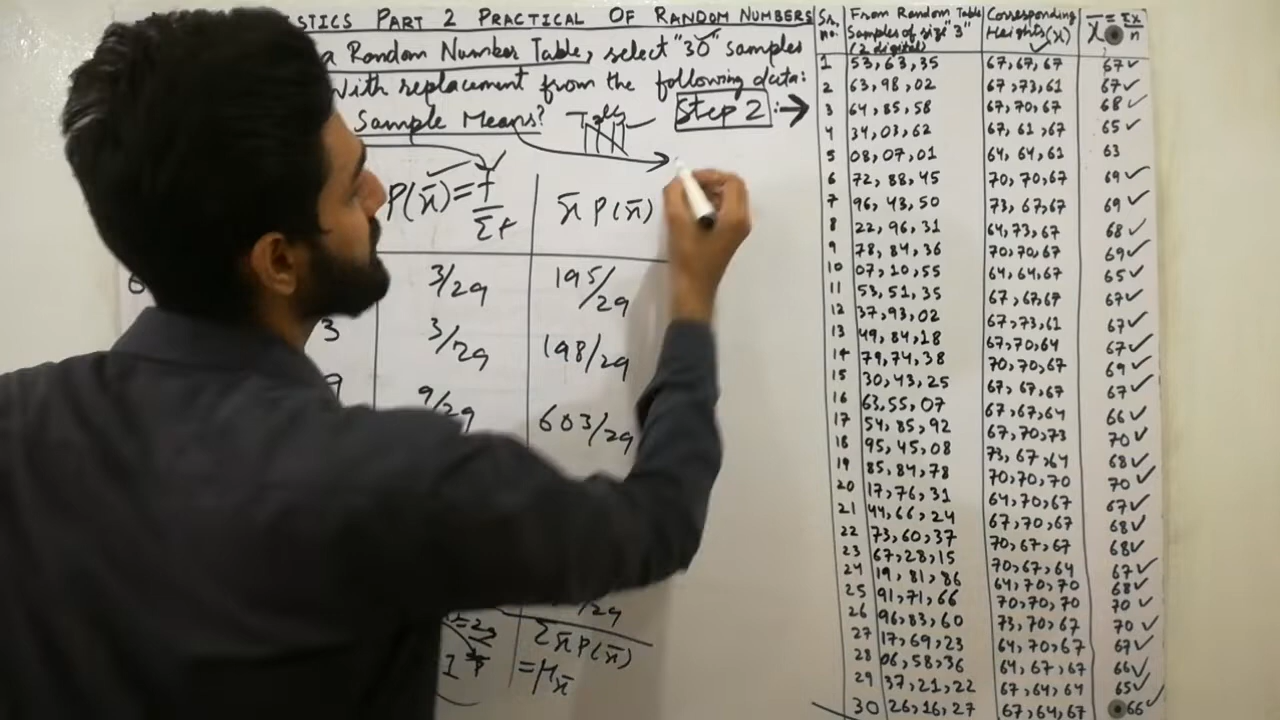 ISTICS PART 2 PRACTICAL OF RANDOM NUMBERS
a Random Number Table, select "30" samples
With replacement from the following data:
Sample Means?
Step 2 :→
P(x̄) = f/Σf
x̄ P(x̄)
3/29 195/29
3 3/29 198/29
9 9/29 603/29
/29
Σx̄ P(x̄)
= μx̄
Sr. no. From Random Table Samples of size "3" (2 digital) Corresponding Heights (x) x̄ = Σx/n
1 53, 63, 35 67, 67, 67 67 ✓
2 63, 98, 02 67, 73, 61 67 ✓
3 64, 85, 58 67, 70, 67 68 ✓
4 34, 03, 62 67, 61, 67 65 ✓
5 08, 07, 01 64, 64, 61 63
6 72, 88, 45 70, 70, 67 69 ✓
7 96, 43, 50 73, 67, 67 69 ✓
8 22, 96, 31 64, 73, 67 68 ✓
9 78, 84, 36 70, 70, 67 69 ✓
10 07, 10, 55 64, 64, 67 65 ✓
11 53, 51, 35 67, 67, 67 67 ✓
12 37, 93, 02 67, 73, 61 67 ✓
13 49, 84, 18 67, 70, 64 67 ✓
14 79, 74, 38 70, 70, 67 69 ✓
15 30, 43, 25 67, 67, 67 67 ✓
16 63, 55, 07 67, 67, 64 66 ✓
17 54, 85, 92 67, 70, 73 70 ✓
18 95, 45, 08 73, 67, 64 68 ✓
19 85, 84, 78 70, 70, 70 70 ✓
20 17, 76, 31 64, 70, 67 67 ✓
21 44, 66, 24 67, 70, 67 68 ✓
22 73, 60, 37 70, 67, 67 68 ✓
23 67, 28, 15 70, 67, 64 67 ✓
24 19, 81, 86 64, 70, 70 68 ✓
25 91, 71, 66 70, 70, 70 70 ✓
26 96, 83, 60 73, 70, 67 70 ✓
27 17, 69, 23 64, 70, 67 67 ✓
28 06, 58, 36 64, 67, 67 66 ✓
29 37, 21, 22 67, 64, 64 65 ✓
30 26, 16, 27 67, 64, 67 66 ✓